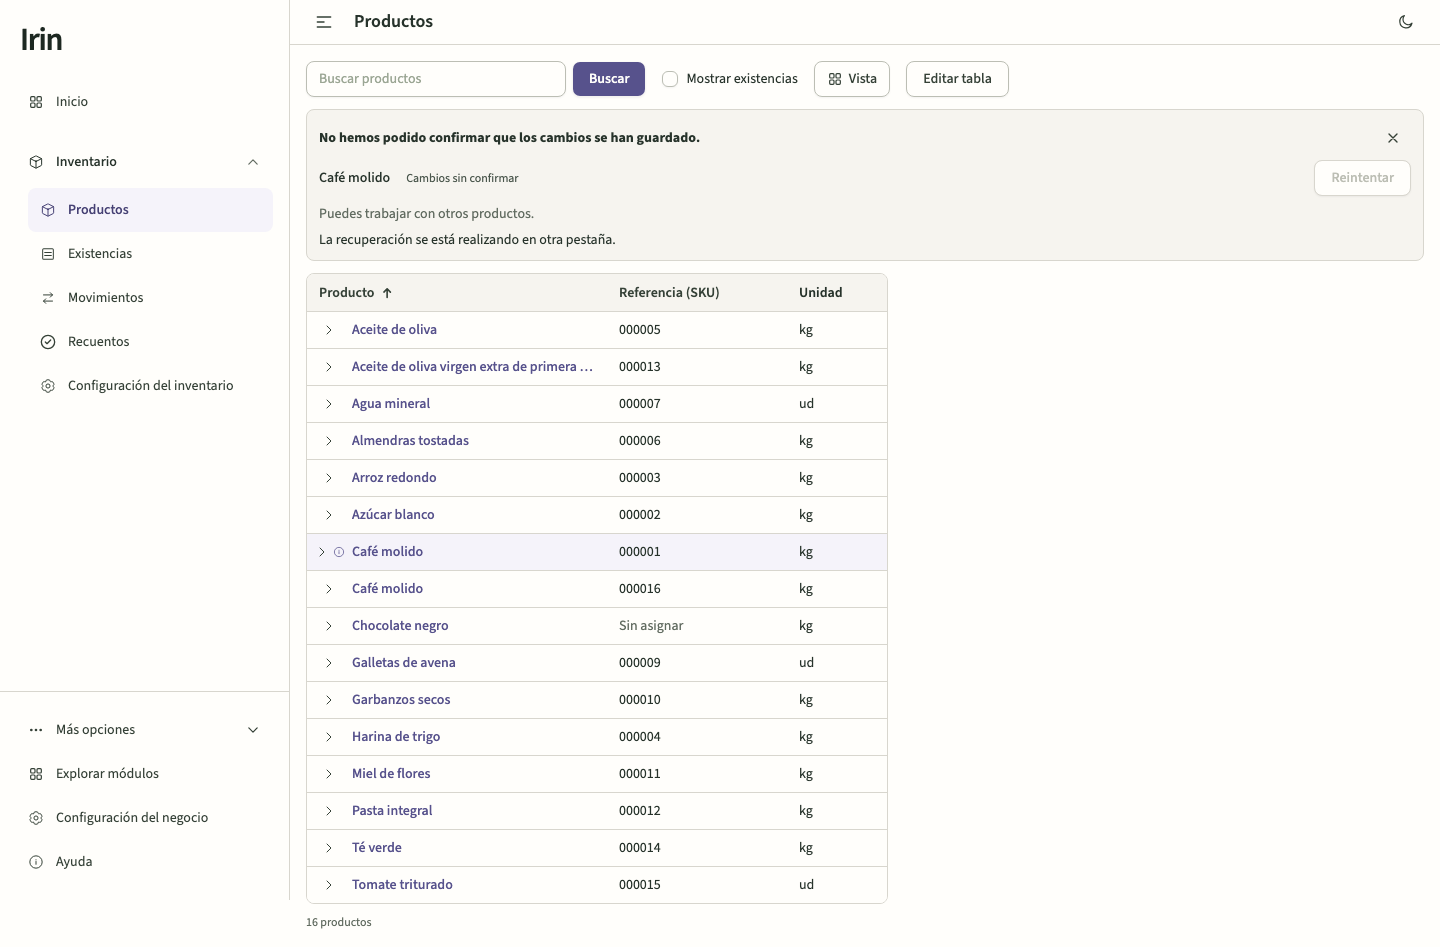 Irin
Inicio
Inventario
Productos
Existencias
Movimientos
Recuentos
Configuración del inventario
Más opciones
Explorar módulos
Configuración del negocio
Ayuda
Productos
Buscar productos
Buscar
Mostrar existencias
Vista
Editar tabla
No hemos podido confirmar que los cambios se han guardado.
Café molido Cambios sin confirmar
Reintentar
Puedes trabajar con otros productos.
La recuperación se está realizando en otra pestaña.
Producto Referencia (SKU) Unidad
Aceite de oliva 000005 kg
Aceite de oliva virgen extra de primera … 000013 kg
Agua mineral 000007 ud
Almendras tostadas 000006 kg
Arroz redondo 000003 kg
Azúcar blanco 000002 kg
Café molido 000001 kg
Café molido 000016 kg
Chocolate negro Sin asignar kg
Galletas de avena 000009 ud
Garbanzos secos 000010 kg
Harina de trigo 000004 kg
Miel de flores 000011 kg
Pasta integral 000012 kg
Té verde 000014 kg
Tomate triturado 000015 ud
16 productos